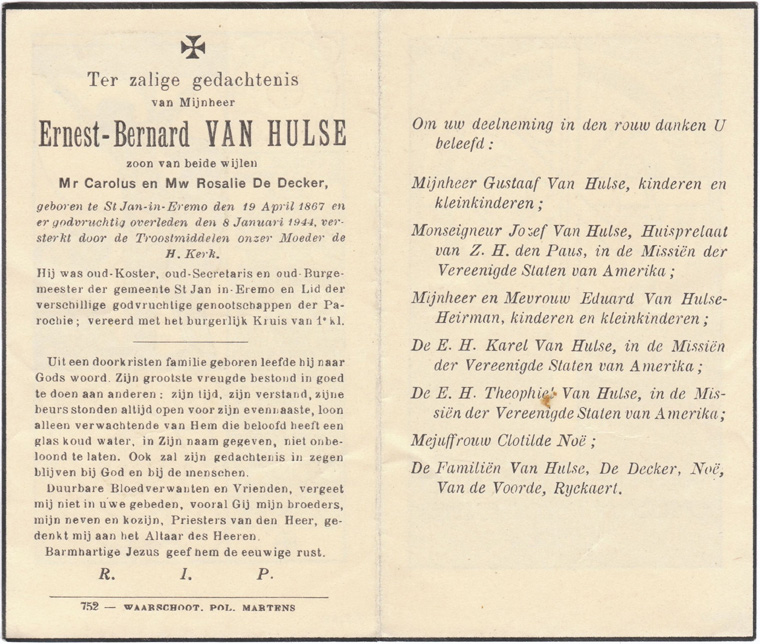 Ter zalige gedachtenis
van Mijnheer
Ernest-Bernard VAN HULSE
zoon van beide wijlen
Mr Carolus en Mw Rosalie De Decker,
geboren te St Jan-in-Eremo den 19 April 1867 en
er godvruchtig overleden den 8 Januari 1944, ver-
sterkt door de Troostmiddelen onzer Moeder de
H. Kerk.
Hij was oud-Koster, oud-Secretaris en oud-Burge-
meester der gemeente St Jan in-Eremo en Lid der
verschillige godvruchtige genootschappen der Pa-
rochie ; vereerd met het burgerlijk Kruis van 1e kl.
Uit een doorkristen familie geboren leefde hij naar
Gods woord. Zijn grootste vreugde bestond in goed
te doen aan anderen : zijn tijd, zijn verstand, zijne
beurs stonden altijd open voor zijn evennaaste, loon
alleen verwachtende van Hem die beloofd heeft een
glas koud water, in Zijn naam gegeven, niet onbe-
loond te laten. Ook zal zijn gedachtenis in zegen
blijven bij God en bij de menschen.
Duurbare Bloedverwanten en Vrienden, vergeet
mij niet in uwe gebeden, vooral Gij mijn broeders,
mijn neven en kozijn, Priesters van den Heer, ge-
denkt mij aan het Altaar des Heeren.
Barmhartige Jezus geef hem de eeuwige rust.
R. I. P.
752 — WAARSCHOOT. POL. MARTENS
Om uw deelneming in den rouw danken U
beleefd :
Mijnheer Gustaaf Van Hulse, kinderen en
kleinkinderen ;
Monseigneur Jozef Van Hulse, Huisprelaat
van Z. H. den Paus, in de Missiën der
Vereenigde Staten van Amerika ;
Mijnheer en Mevrouw Eduard Van Hulse-
Heirman, kinderen en kleinkinderen ;
De E. H. Karel Van Hulse, in de Missiën
der Vereenigde Staten van Amerika ;
De E. H. Theophiel Van Hulse, in de Mis-
siën der Vereenigde Staten van Amerika ;
Mejuffrouw Clotilde Noë ;
De Familiën Van Hulse, De Decker, Noë,
Van de Voorde, Ryckaert.